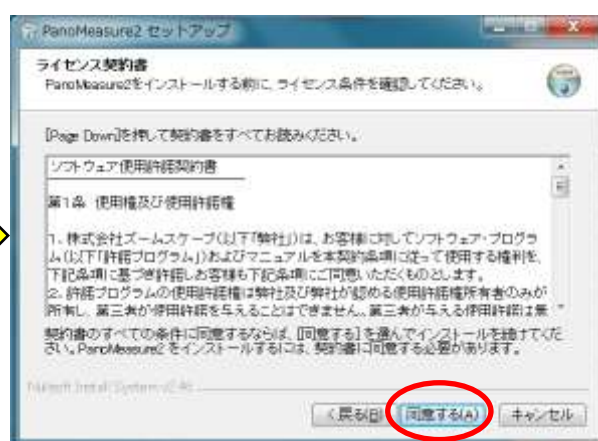 PanoMeasure2 セットアップ
ライセンス契約書
PanoMeasure2をインストールする前に、ライセンス条件を確認してください。
[Page Down]を押して契約書をすべてお読みください。
ソフトウェア使用許諾契約書
第1条 使用権及び使用許諾権
1. 株式会社ズームスケープ(以下「弊社」)は、お客様に対してソフトウェア・プログラ
ム(以下「許諾プログラム」)およびマニュアルを本契約条項に従って使用する権利を、
下記条項に基づき許諾しお客様も下記条項にご同意いただくものとします。
2. 許諾プログラムの使用許諾権は弊社及び弊社が認める使用許諾権所有者のみが
所有し、第三者が使用許諾を与えることはできません。第三者が与える使用許諾は無
契約書のすべての条件に同意するならば、[同意する] を選んでインストールを続けてくだ
さい。PanoMeasure2 をインストールするには、契約書に同意する必要があります。
Nullsoft Install System
< 戻る(B)
同意する(A)
キャンセル